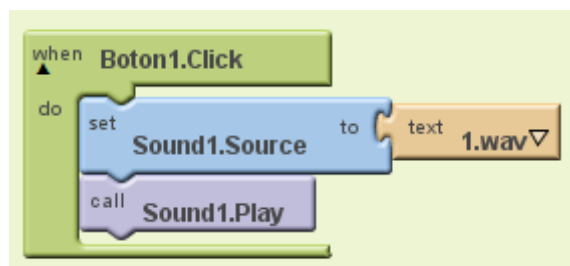 when Boton1.Click
do
set Sound1.Source to text 1.wav
call Sound1.Play